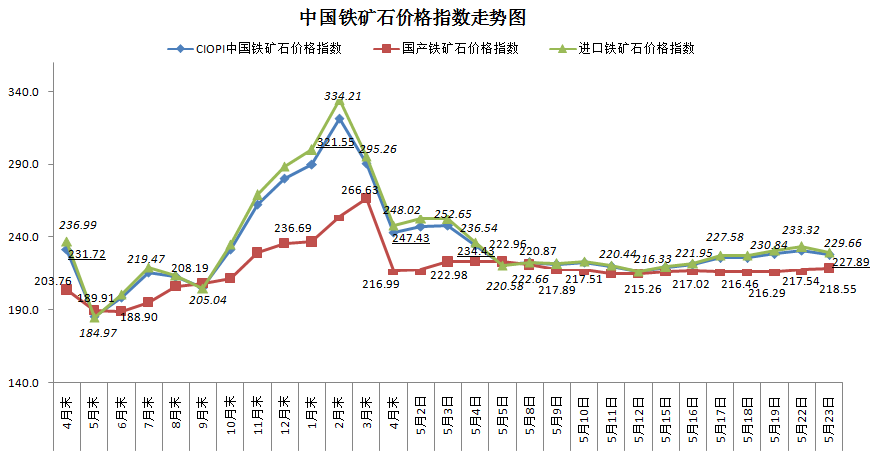 中国铁矿石价格指数走势图
CIOPI中国铁矿石价格指数 国产铁矿石价格指数 进口铁矿石价格指数
340.0
290.0
240.0
190.0
140.0
334.21
321.55
295.26
266.63
236.99
231.72
203.76
189.91
184.97
188.90
219.47
208.19
205.04
236.69
248.02
247.43
216.99
252.65
222.98
236.54
234.43
222.96
220.58
220.87
222.66
217.89
217.51
220.44
215.26
216.33
221.95
217.02
227.58
216.46
230.84
216.29
233.32
217.54
229.66
227.89
218.55
4月末
5月末
6月末
7月末
8月末
9月末
10月末
11月末
12月末
1月末
2月末
3月末
4月末
5月2日
5月3日
5月4日
5月5日
5月8日
5月9日
5月10日
5月11日
5月12日
5月15日
5月16日
5月17日
5月18日
5月19日
5月22日
5月23日